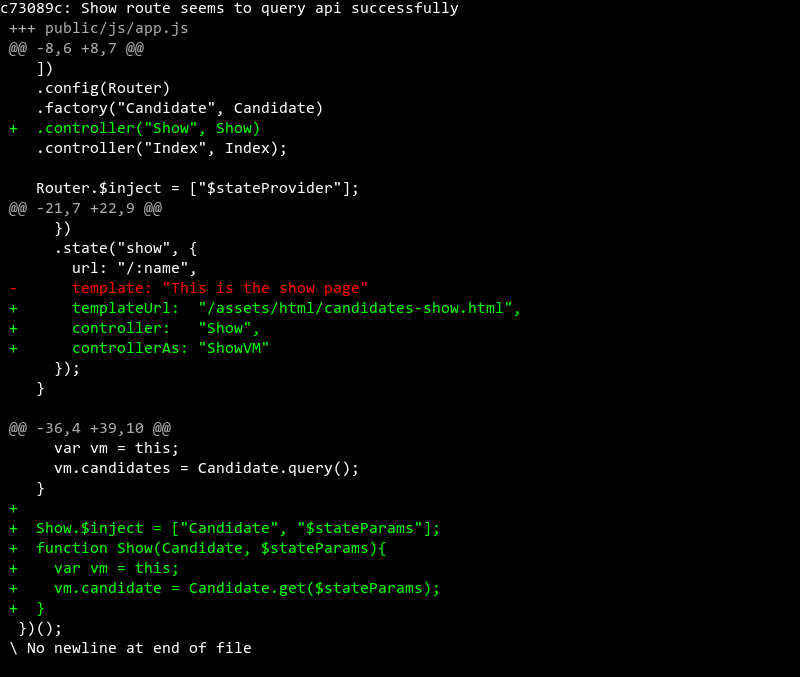 c73089c: Show route seems to query api successfully
+++ public/js/app.js
@@ -8,6 +8,7 @@
   ])
   .config(Router)
   .factory("Candidate", Candidate)
+  .controller("Show", Show)
   .controller("Index", Index);

   Router.$inject = ["$stateProvider"];
@@ -21,7 +22,9 @@
     })
     .state("show", {
       url: "/:name",
-      template: "This is the show page"
+      templateUrl:  "/assets/html/candidates-show.html",
+      controller:   "Show",
+      controllerAs: "ShowVM"
     });
   }

@@ -36,4 +39,10 @@
     var vm = this;
     vm.candidates = Candidate.query();
   }
+
+  Show.$inject = ["Candidate", "$stateParams"];
+  function Show(Candidate, $stateParams){
+    var vm = this;
+    vm.candidate = Candidate.get($stateParams);
+  }
 })();
\ No newline at end of file